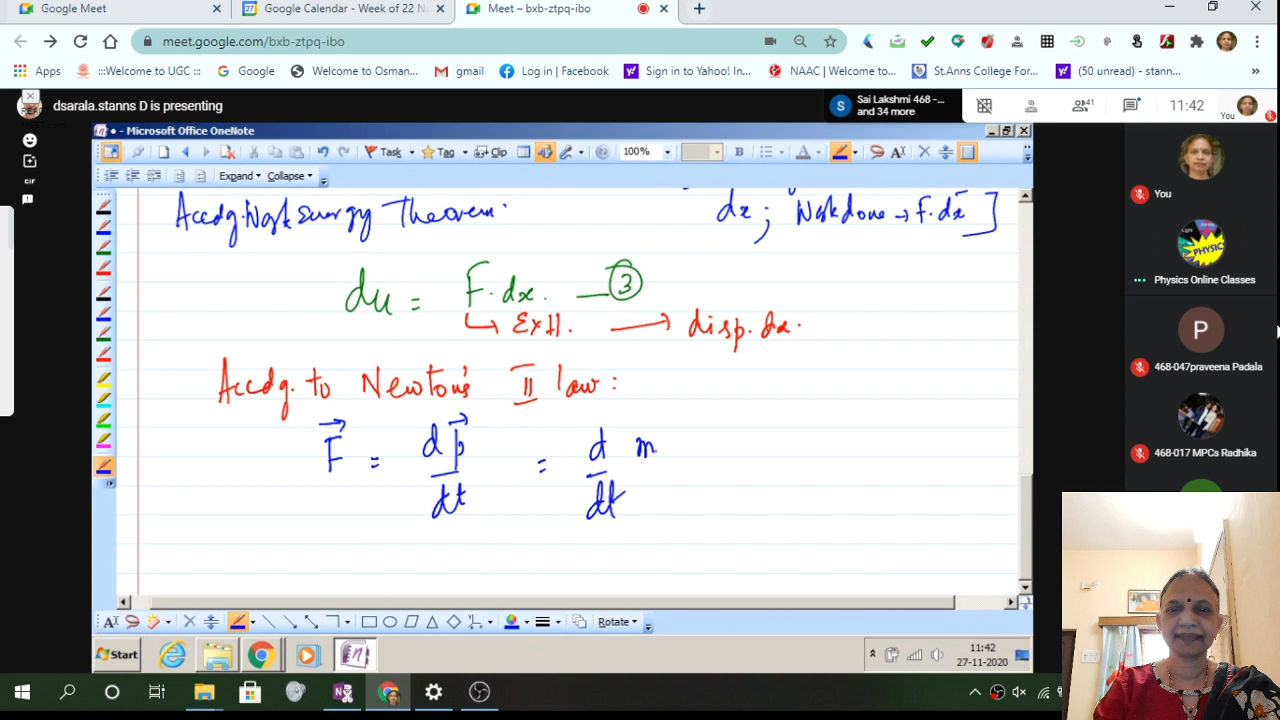 Google Meet
Google Calendar - Week of 22 N
Meet – bxb-ztpq-ibo
meet.google.com/bxb-ztpq-ibo
Apps
:::Welcome to UGC :::
Google
Welcome to Osman...
gmail
Log in | Facebook
Sign in to Yahoo! In...
NAAC | Welcome to...
St.Anns College For...
(50 unread) - stann...
»
dsarala.stanns D is presenting
S
Sai Lakshmi 468 -...
and 34 more
41
11:42
You
- Microsoft Office OneNote
Task
Tag
Clip
100%
B
A
Expand
Collapse
Accdg. Work Energy Theorem.
dx ; Workdone → F.dx ]
du = F. dx. — 3
↳ Ext. → disp. dx.
Accdg. to Newton's II law :
F = dp/dt = d/dt m
Rotate
Start
11:42
27-11-2020
GIF
You
PHYSIC
Physics Online Classes
P
468-047praveena Padala
468-017 MPCs Radhika